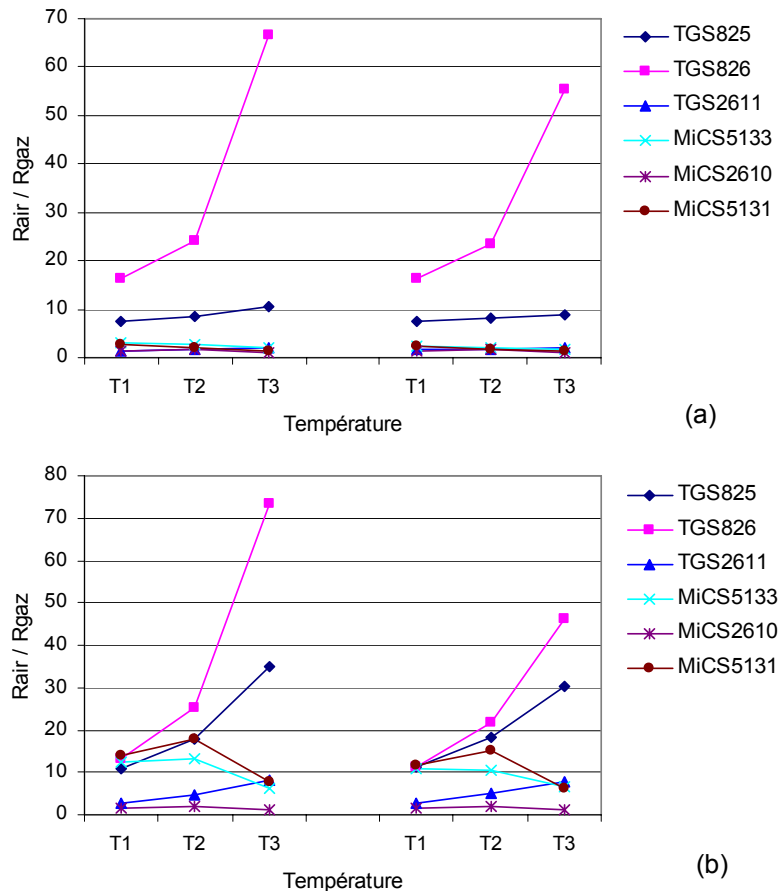 70
60
50
40
30
20
10
0
Rair / Rgaz
T1 T2 T3 T1 T2 T3
Température
TGS825
TGS826
TGS2611
MiCS5133
MiCS2610
MiCS5131
(a)
80
70
60
50
40
30
20
10
0
Rair / Rgaz
T1 T2 T3 T1 T2 T3
Température
TGS825
TGS826
TGS2611
MiCS5133
MiCS2610
MiCS5131
(b)